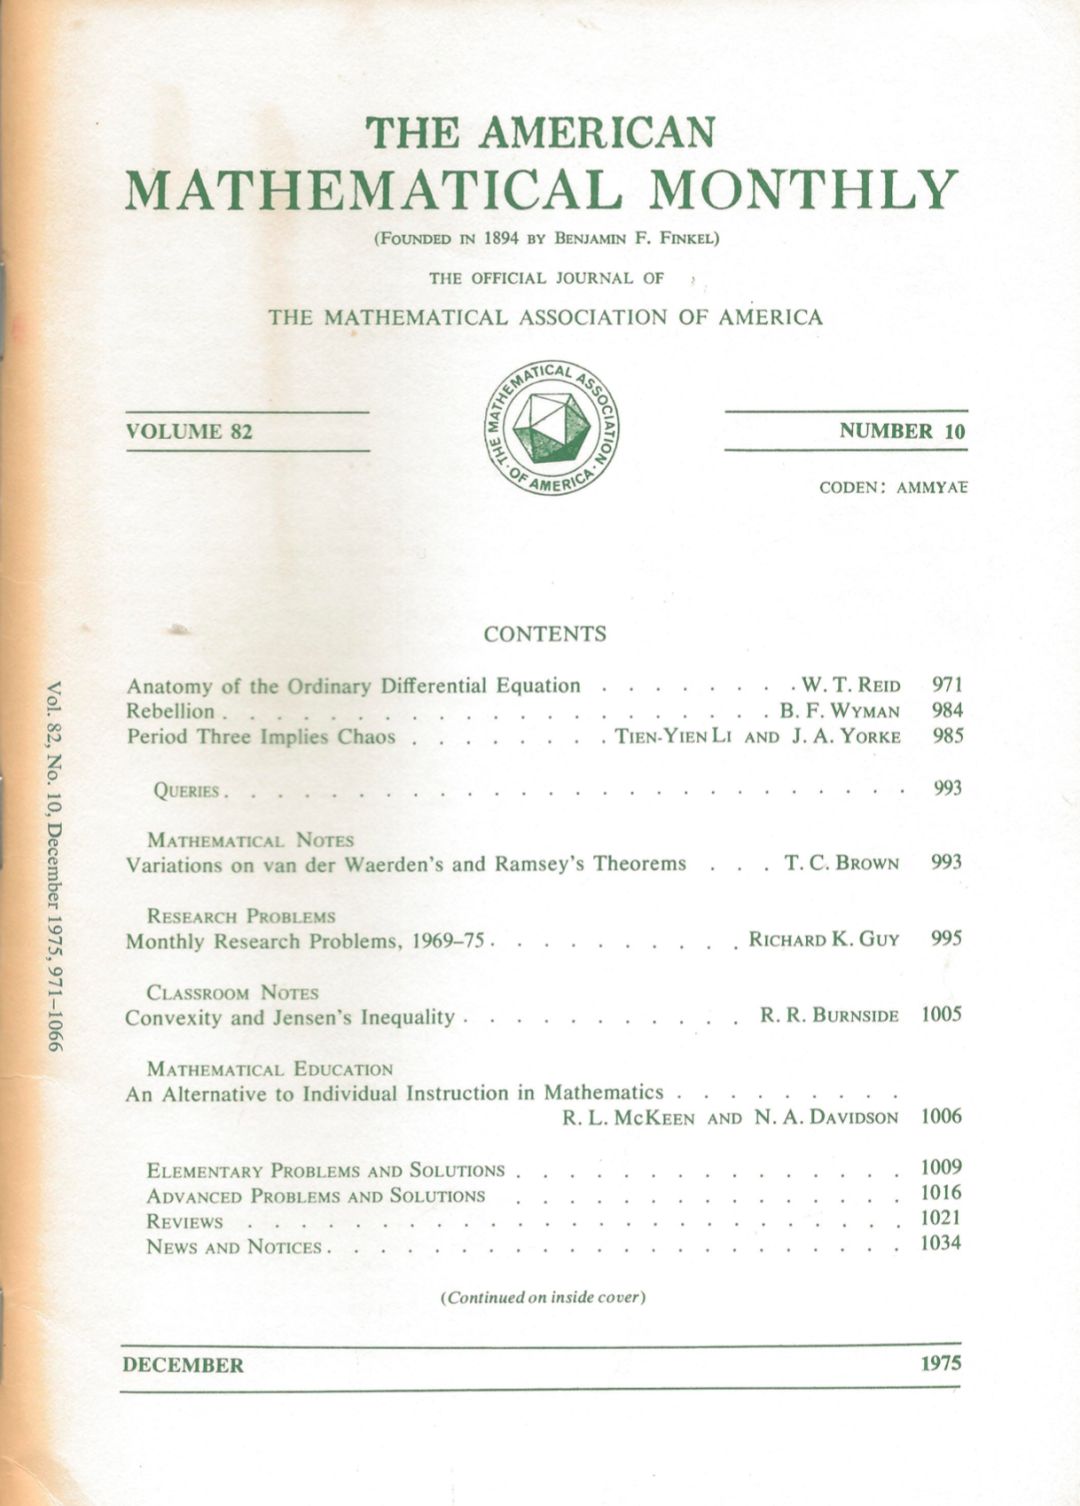 THE AMERICAN
MATHEMATICAL MONTHLY
(FOUNDED IN 1894 BY BENJAMIN F. FINKEL)
THE OFFICIAL JOURNAL OF
THE MATHEMATICAL ASSOCIATION OF AMERICA
VOLUME 82
THE MATHEMATICAL ASSOCIATION
· OF AMERICA ·
NUMBER 10
CODEN: AMMYAE
CONTENTS
Anatomy of the Ordinary Differential Equation . . . . . . . . W. T. REID 971
Rebellion . . . . . . . . . . . . . . . . . . . . . B. F. WYMAN 984
Period Three Implies Chaos . . . . . . . . TIEN-YIEN LI AND J. A. YORKE 985
QUERIES . . . . . . . . . . . . . . . . . . . . . . . . . . 993
MATHEMATICAL NOTES
Variations on van der Waerden's and Ramsey's Theorems . . . T. C. BROWN 993
RESEARCH PROBLEMS
Monthly Research Problems, 1969–75 . . . . . . . . . . RICHARD K. GUY 995
CLASSROOM NOTES
Convexity and Jensen's Inequality . . . . . . . . . . . R. R. BURNSIDE 1005
MATHEMATICAL EDUCATION
An Alternative to Individual Instruction in Mathematics . . . . . . . . .
R. L. MCKEEN AND N. A. DAVIDSON 1006
ELEMENTARY PROBLEMS AND SOLUTIONS . . . . . . . . . . . . . . . 1009
ADVANCED PROBLEMS AND SOLUTIONS . . . . . . . . . . . . . . . 1016
REVIEWS . . . . . . . . . . . . . . . . . . . . . . . . . 1021
NEWS AND NOTICES . . . . . . . . . . . . . . . . . . . . . . 1034
(Continued on inside cover)
DECEMBER 1975
Vol. 82, No. 10, December 1975, 971–1066